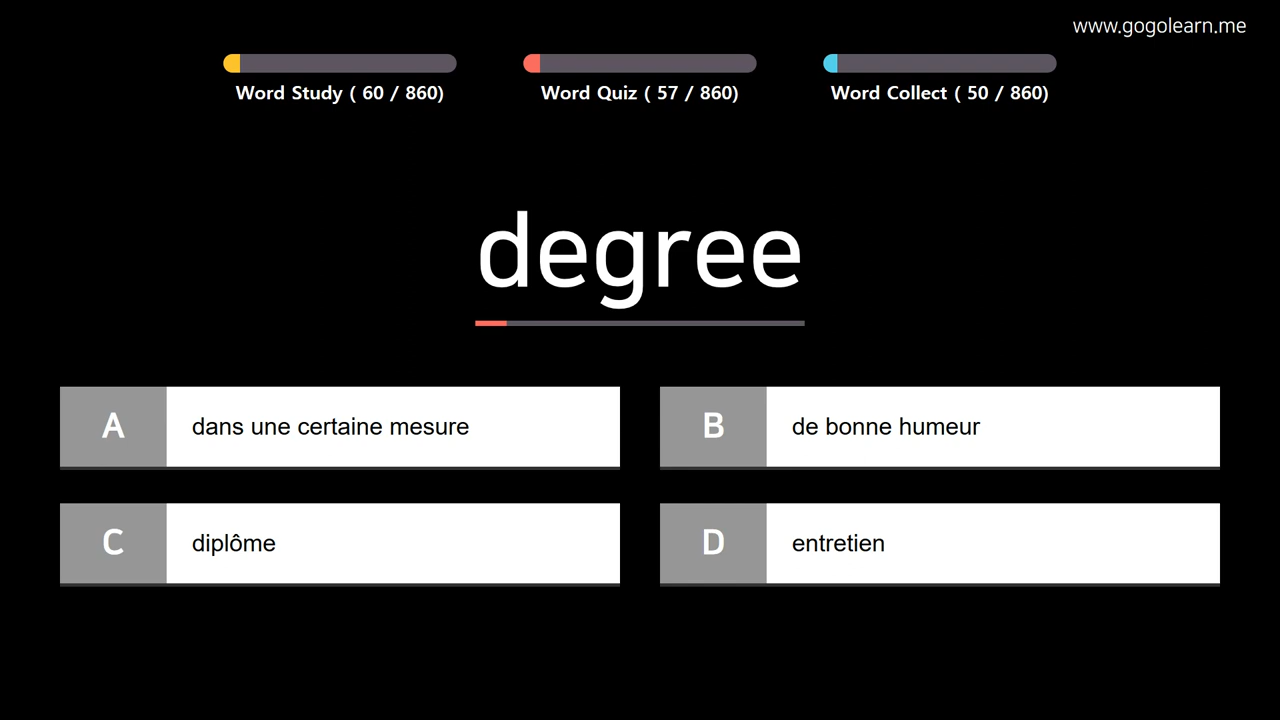 www.gogolearn.me
Word Study ( 60 / 860)
Word Quiz ( 57 / 860)
Word Collect ( 50 / 860)
degree
A dans une certaine mesure
B de bonne humeur
C diplôme
D entretien